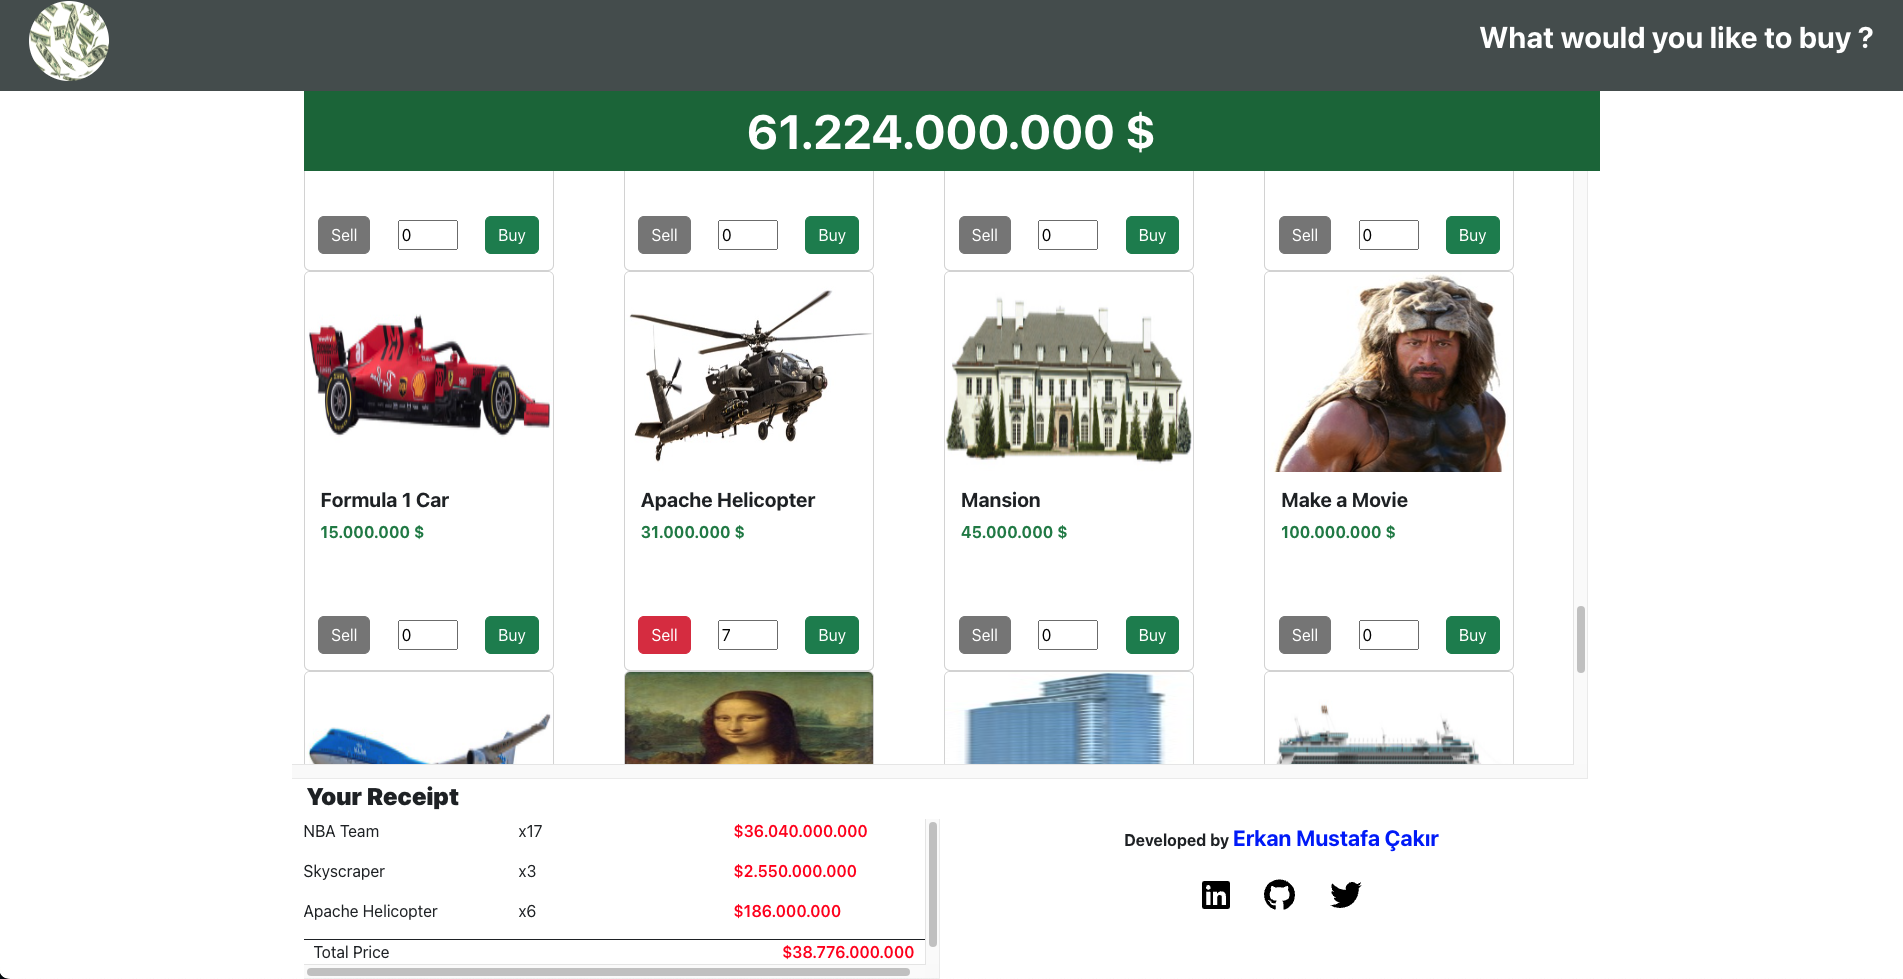 What would you like to buy ?
61.224.000.000 $
Sell 0 Buy Sell 0 Buy Sell 0 Buy Sell 0 Buy
Formula 1 Car Apache Helicopter Mansion Make a Movie
15.000.000 $ 31.000.000 $ 45.000.000 $ 100.000.000 $
Sell 0 Buy Sell 7 Buy Sell 0 Buy Sell 0 Buy
Your Receipt
NBA Team x17 $36.040.000.000
Skyscraper x3 $2.550.000.000
Apache Helicopter x6 $186.000.000
Total Price $38.776.000.000
Developed by Erkan Mustafa Çakır
in